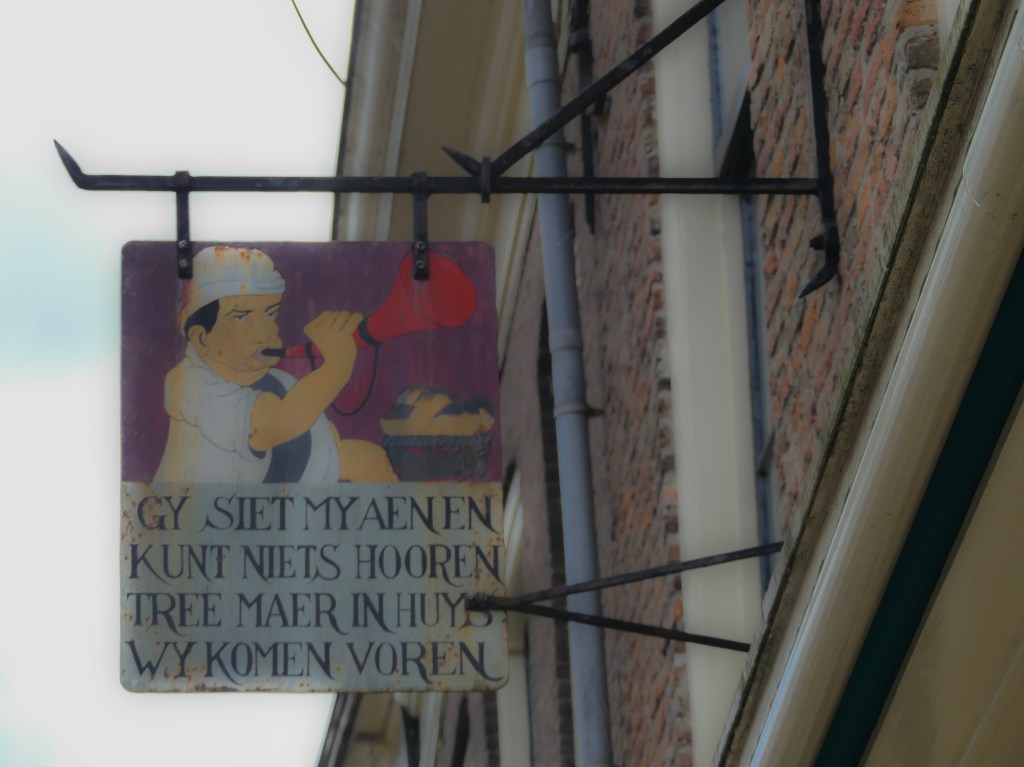 GY SIET MY AEN EN
KUNT NIETS HOOREN
TREE MAER IN HUYS
WY KOMEN VOREN